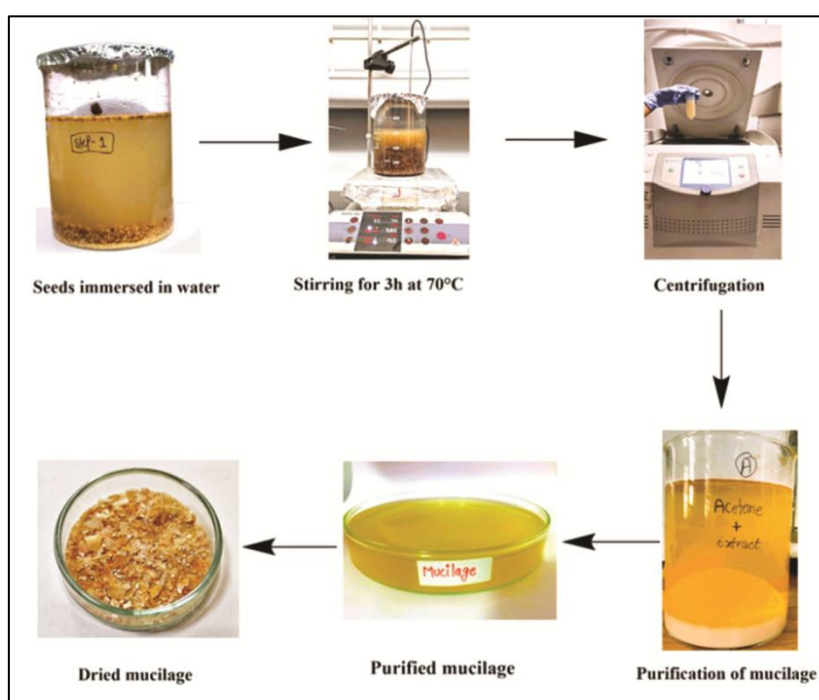 Step-1
Seeds immersed in water
Stirring for 3h at 70°C
Centrifugation
(A)
Acetone
+
extract
Purification of mucilage
Mucilage
Purified mucilage
Dried mucilage